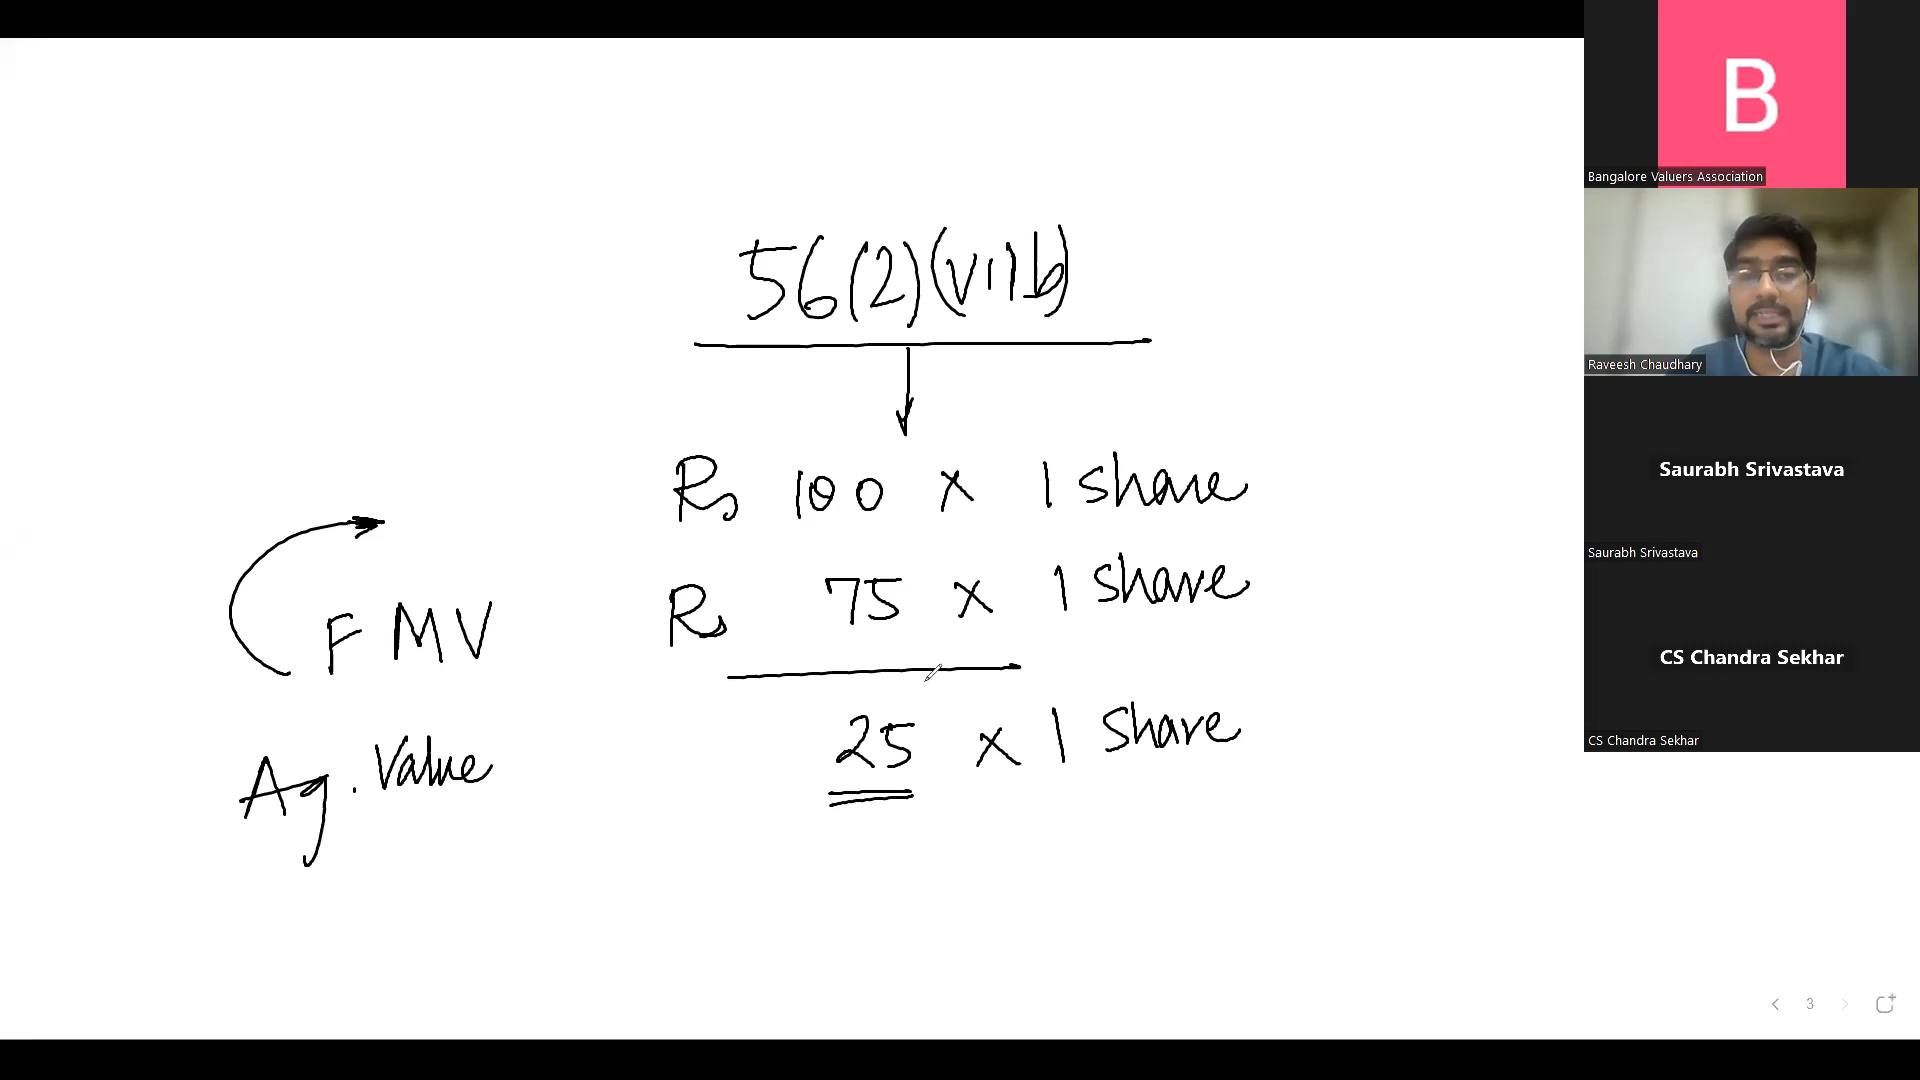 56(2)(viib)
Rs 100 x 1 share
Rs 75 x 1 share
25 x 1 share
FMV
Ag. Value
B
Bangalore Valuers Association
Raveesh Chaudhary
Saurabh Srivastava
Saurabh Srivastava
CS Chandra Sekhar
CS Chandra Sekhar
3